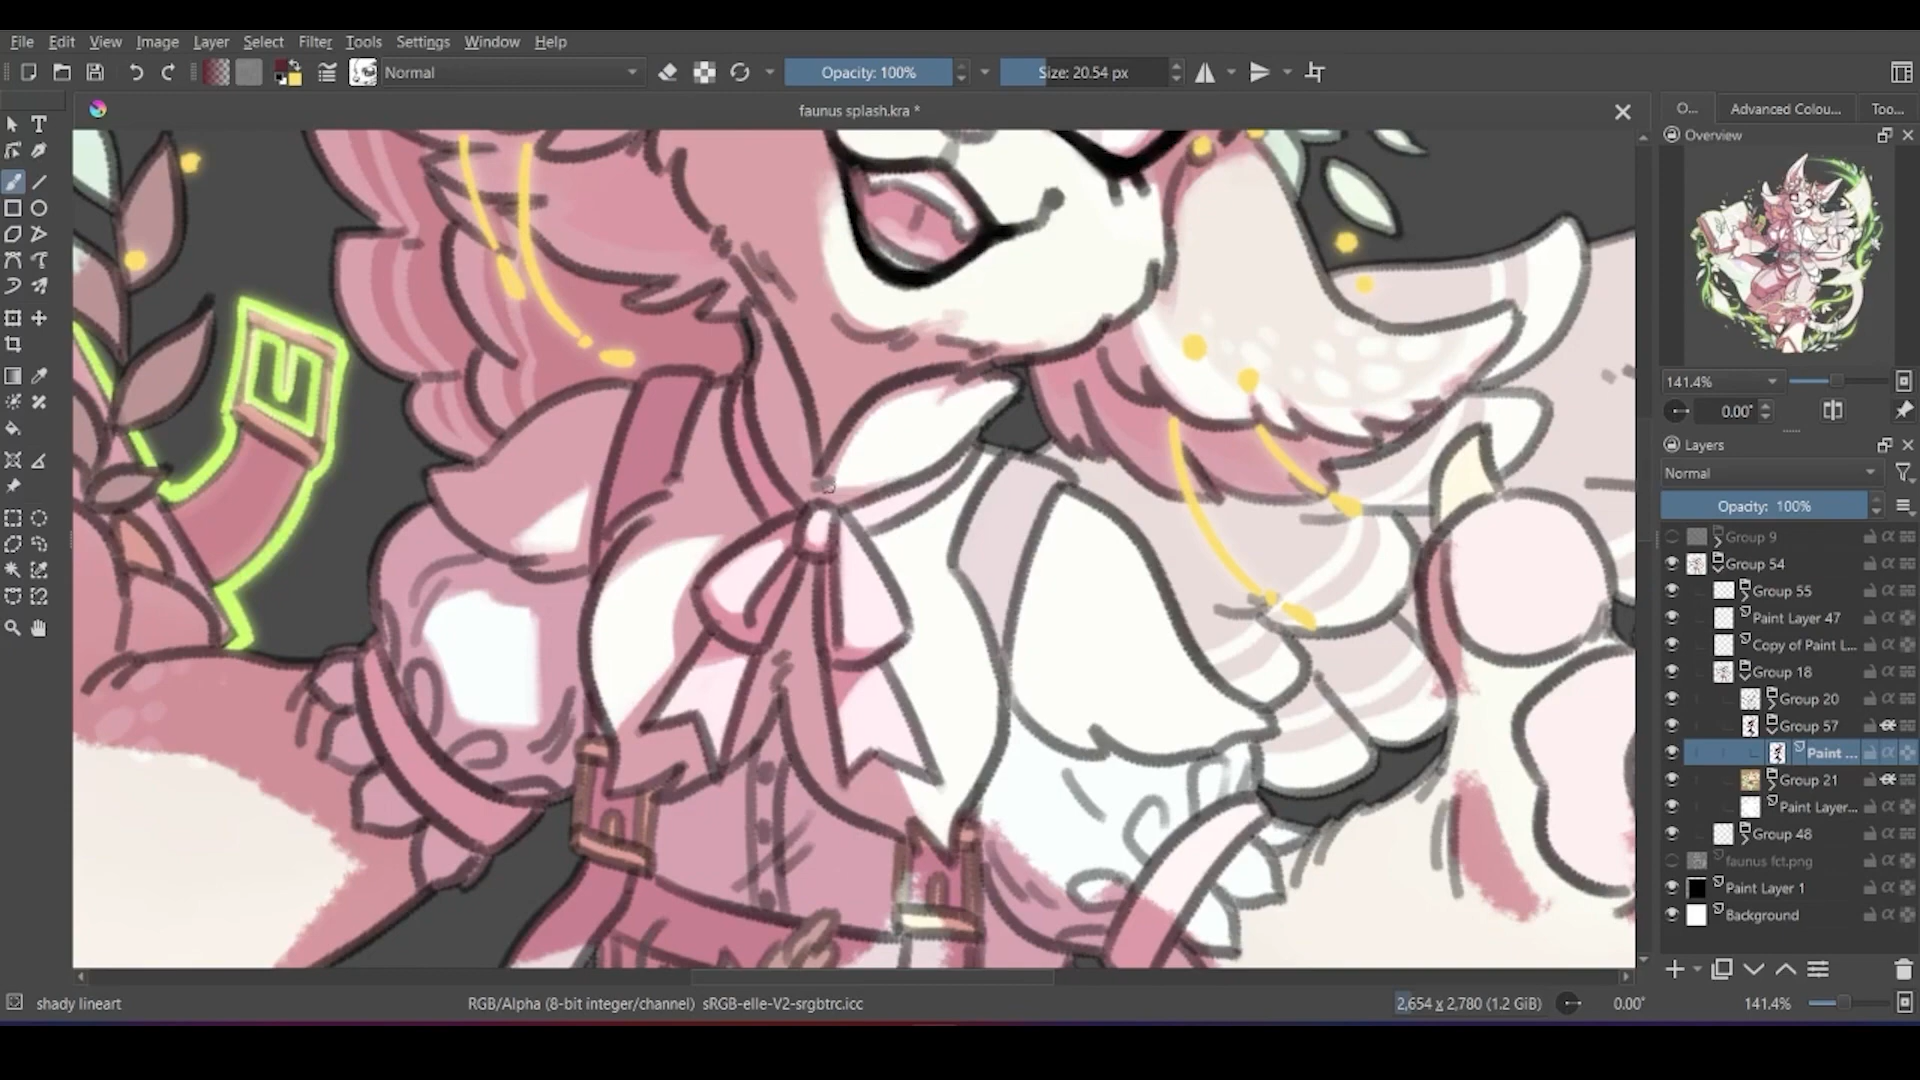 File Edit View Image Layer Select Filter Tools Settings Window Help
Normal Opacity: 100% Size: 20.54 px
faunus splash.kra *
O... Advanced Colou... Too...
Overview
141.4%
0.00°
Layers
Normal
Opacity: 100%
Group 9
Group 54
Group 55
Paint Layer 47
Copy of Paint L...
Group 18
Group 20
Group 57
Paint ...
Group 21
Paint Layer...
Group 48
faunus fct.png
Paint Layer 1
Background
shady lineart RGB/Alpha (8-bit integer/channel) sRGB-elle-V2-srgbtrc.icc 2,654 x 2,780 (1.2 GiB) 0.00° 141.4%